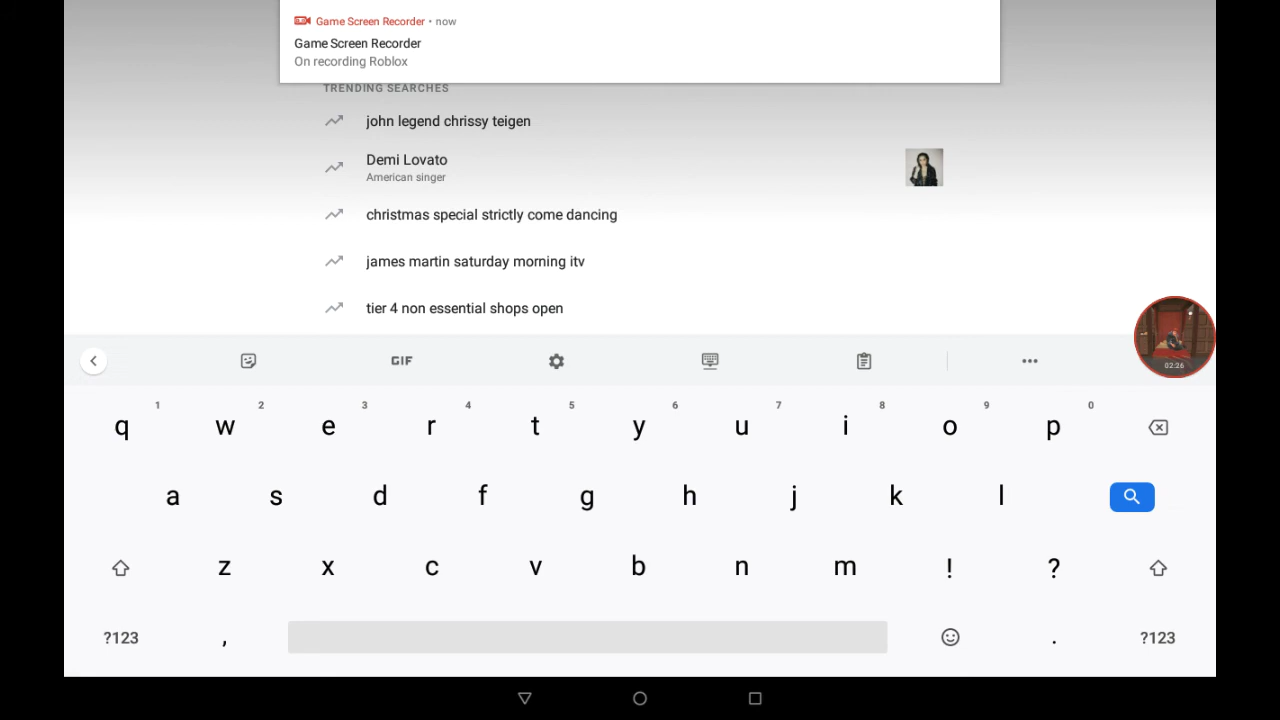 Game Screen Recorder • now
Game Screen Recorder
On recording Roblox
TRENDING SEARCHES
john legend chrissy teigen
Demi Lovato
American singer
christmas special strictly come dancing
james martin saturday morning itv
tier 4 non essential shops open
02:26
GIF
1 2 3 4 5 6 7 8 9 0
q w e r t y u i o p
a s d f g h j k l
z x c v b n m ! ?
?123 , . ?123